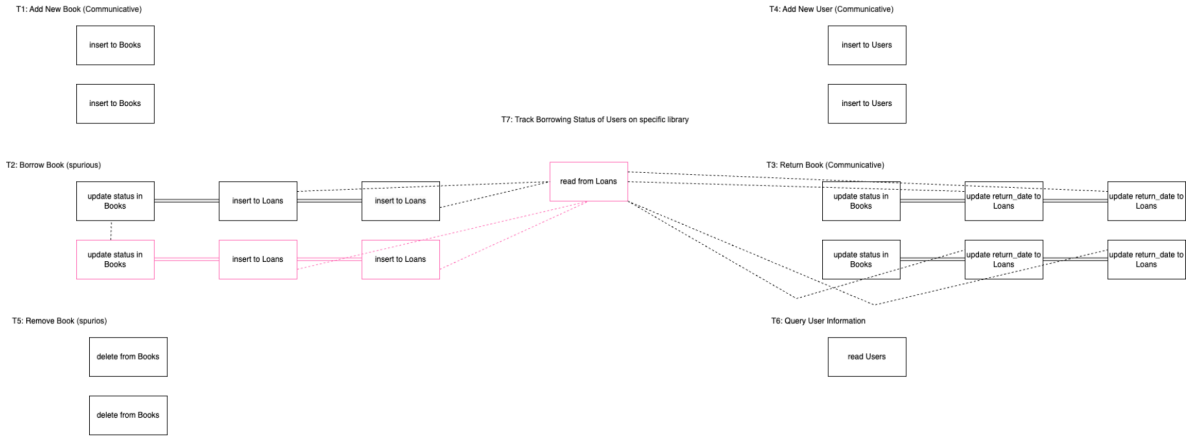 T1: Add New Book (Communicative)
insert to Books
insert to Books
T4: Add New User (Communicative)
insert to Users
insert to Users
T7: Track Borrowing Status of Users on specific library
read from Loans
T2: Borrow Book (spurious)
update status in
Books
insert to Loans
insert to Loans
update status in
Books
insert to Loans
insert to Loans
T3: Return Book (Communicative)
update status in
Books
update return_date to
Loans
update return_date to
Loans
update status in
Books
update return_date to
Loans
update return_date to
Loans
T5: Remove Book (spurios)
delete from Books
delete from Books
T6: Query User Information
read Users